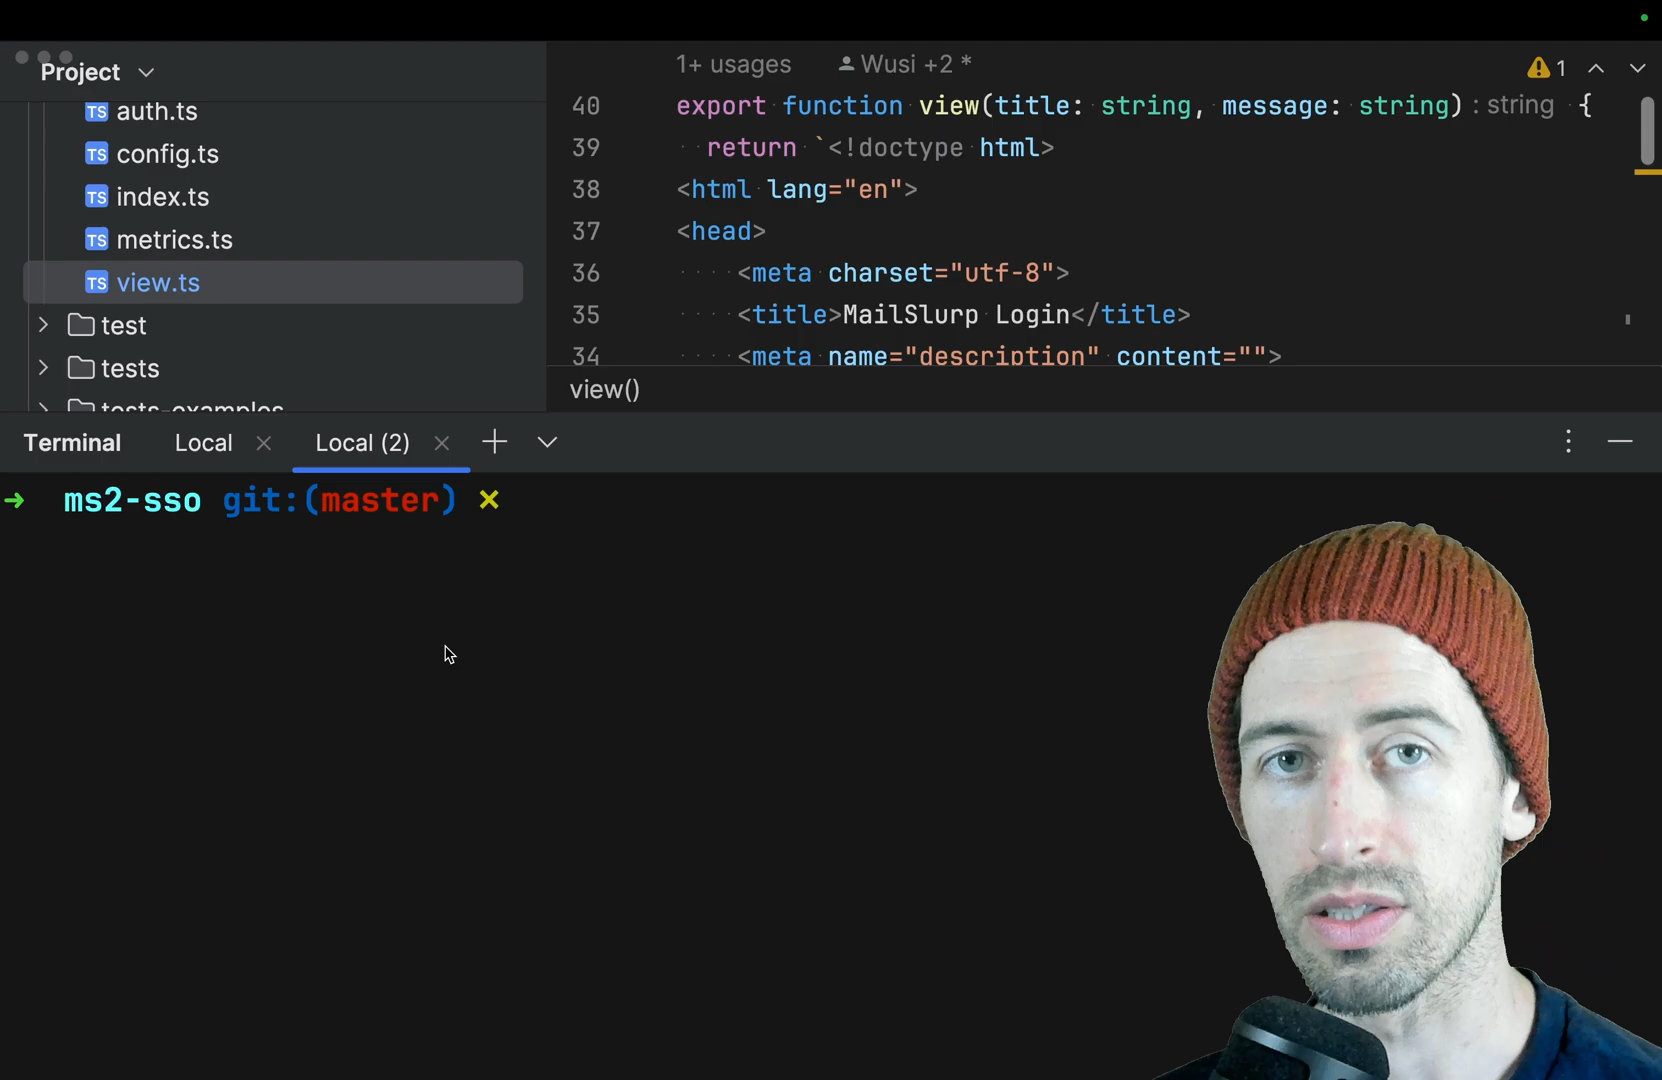 Project
auth.ts
config.ts
index.ts
metrics.ts
view.ts
test
tests
tests-examples
1+ usages Wusi +2 *
1
40 export function view(title: string, message: string) : string {
39 return `<!doctype html>
38 <html lang="en">
37 <head>
36 <meta charset="utf-8">
35 <title>MailSlurp Login</title>
34 <meta name="description" content="">
view()
Terminal Local Local (2)
ms2-sso git:(master) ✗